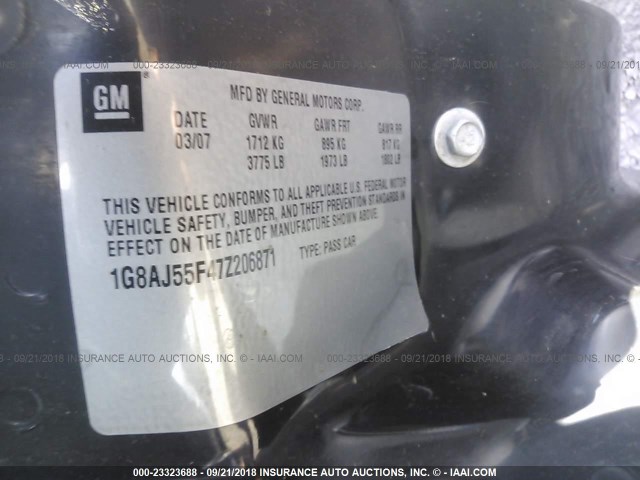 GM
MFD BY GENERAL MOTORS CORP.
DATE GVWR GAWR FRT GAWR RR
03/07 1712 KG 895 KG 817 KG
3775 LB 1973 LB 1802 LB
THIS VEHICLE CONFORMS TO ALL APPLICABLE U.S. FEDERAL MOTOR
VEHICLE SAFETY, BUMPER, AND THEFT PREVENTION STANDARDS IN
EFFECT ON THE DATE OF MANUFACTURE SHOWN ABOVE.
1G8AJ55F47Z206871 TYPE: PASS CAR
000-23323688 - 09/21/2018 INSURANCE AUTO AUCTIONS, INC. - © IAAI.COM